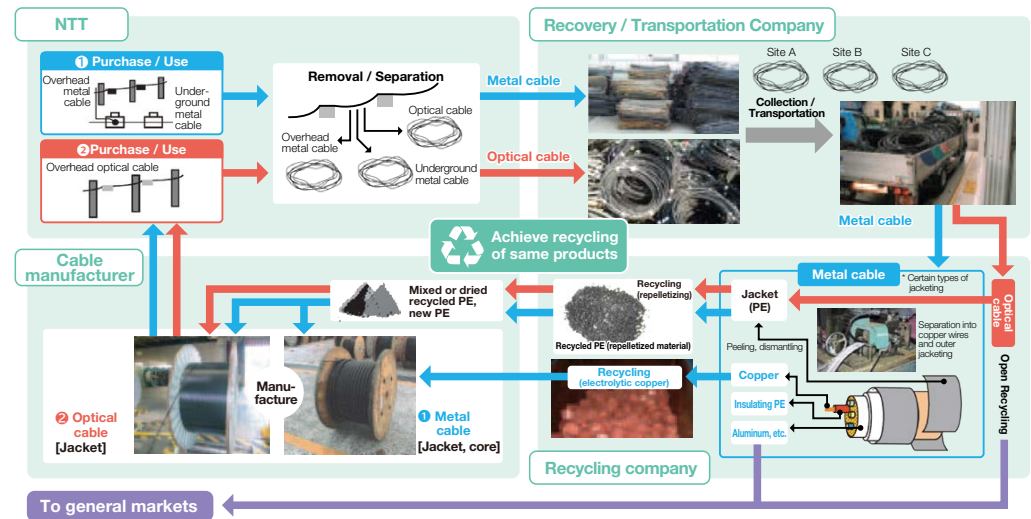 NTT
❶ Purchase / Use
Overhead
metal
cable
Under-
ground
metal
cable
❷Purchase / Use
Overhead optical cable
Removal / Separation
Optical cable
Overhead
metal cable
Underground
metal cable
Metal cable
Optical cable
Recovery / Transportation Company
Site A
Site B
Site C
Collection /
Transportation
Metal cable
Achieve recycling
of same products
Cable
manufacturer
Mixed or dried
recycled PE,
new PE
Recycling
(repelletizing)
Recycled PE (repelletized material)
Metal cable
* Certain types of
jacketing
Jacket
(PE)
Optical
cable
Separation into
copper wires
and outer
jacketing
Peeling, dismantling
Open Recycling
Copper
Insulating PE
Aluminum, etc.
Recycling
(electrolytic copper)
Manu-
facture
❷ Optical
cable
[Jacket]
❶ Metal
cable
[Jacket, core]
Recycling company
To general markets